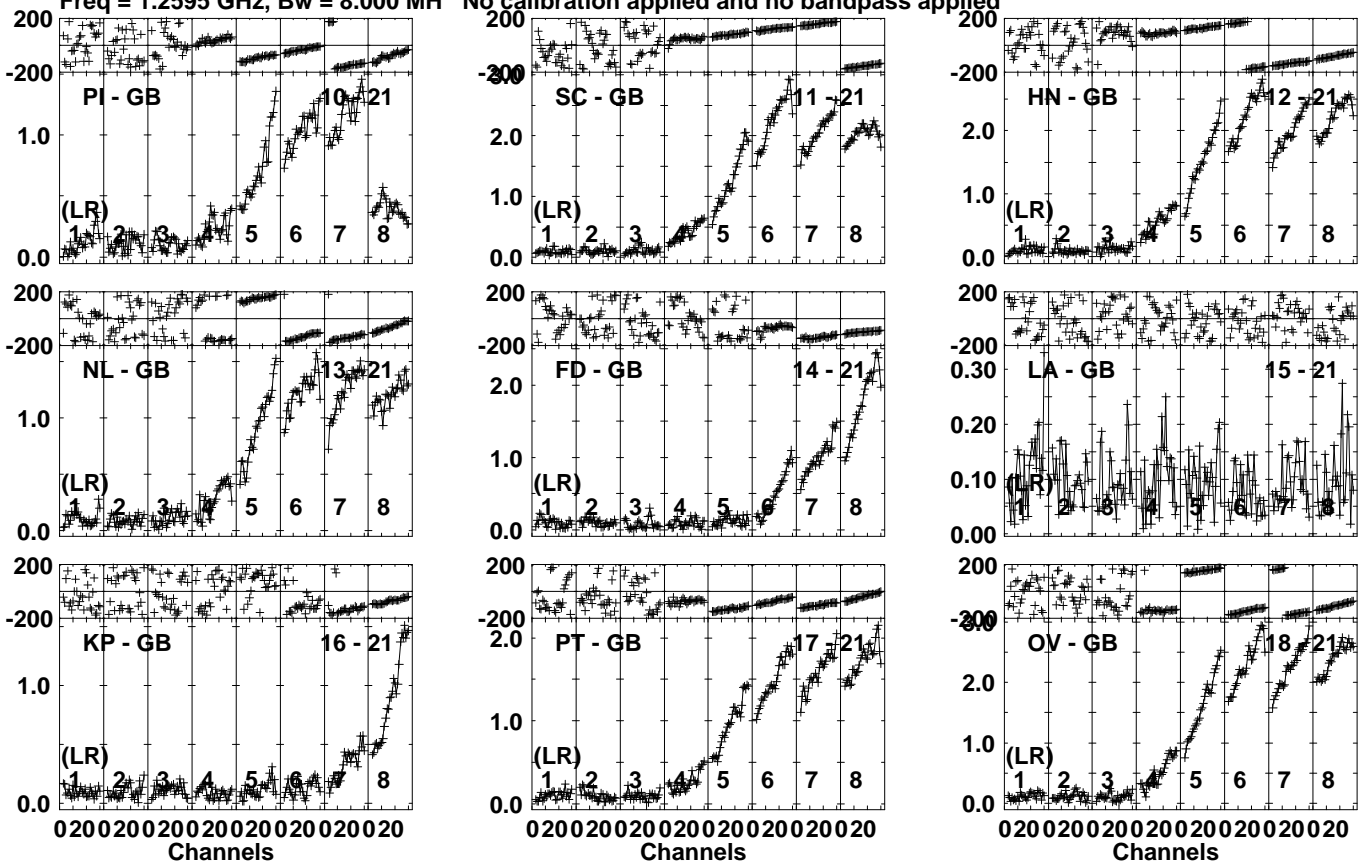 Freq = 1.2595 GHz, Bw = 8.000 MH No calibration applied and no bandpass applied
200
-200
PI - GB 10 - 21
1.0
0.0
(LR)
1 2 3 4 5 6 7 8
200
-200
3.0
SC - GB 11 - 21
2.0
1.0
0.0
(LR)
1 2 3 4 5 6 7 8
200
-200
HN - GB 12 - 21
2.0
1.0
0.0
(LR)
1 2 3 4 5 6 7 8
200
-200
NL - GB 13 - 21
1.0
0.0
(LR)
1 2 3 4 5 6 7 8
200
-200
FD - GB 14 - 21
2.0
1.0
0.0
(LR)
1 2 3 4 5 6 7 8
200
-200
LA - GB 15 - 21
0.30
0.20
0.10
0.00
(LR)
1 2 3 4 5 6 7 8
200
-200
KP - GB 16 - 21
1.0
0.0
(LR)
1 2 3 4 5 6 7 8
0 20 0 20 0 20 0 20 0 20 0 20 0 20 0 20
Channels
200
-200
PT - GB 17 - 21
2.0
1.0
0.0
(LR)
1 2 3 4 5 6 7 8
0 20 0 20 0 20 0 20 0 20 0 20 0 20 0 20
Channels
200
-200
3.0
OV - GB 18 - 21
2.0
1.0
0.0
(LR)
1 2 3 4 5 6 7 8
0 20 0 20 0 20 0 20 0 20 0 20 0 20 0 20
Channels